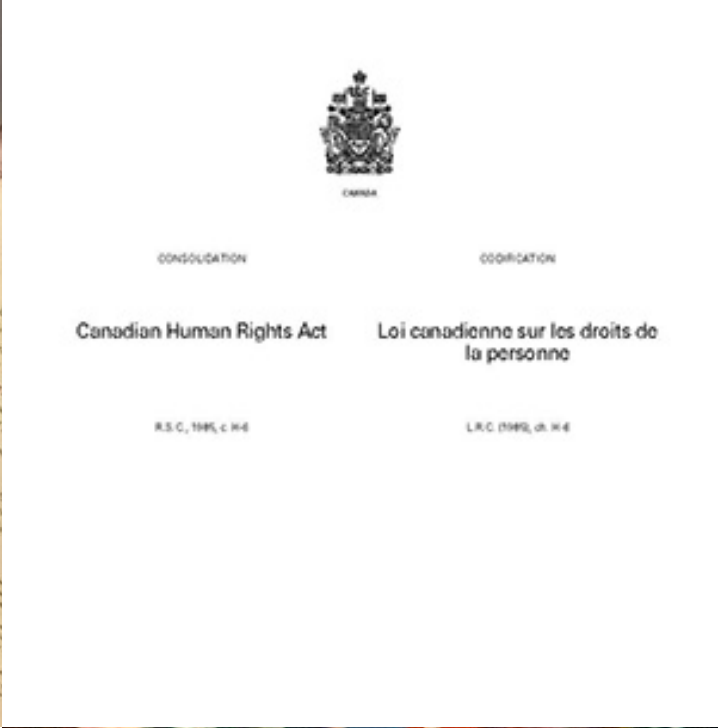 CANADA
CONSOLIDATION
Canadian Human Rights Act
R.S.C., 1985, c. H-6
CODIFICATION
Loi canadienne sur les droits de
la personne
L.R.C. (1985), ch. H-6